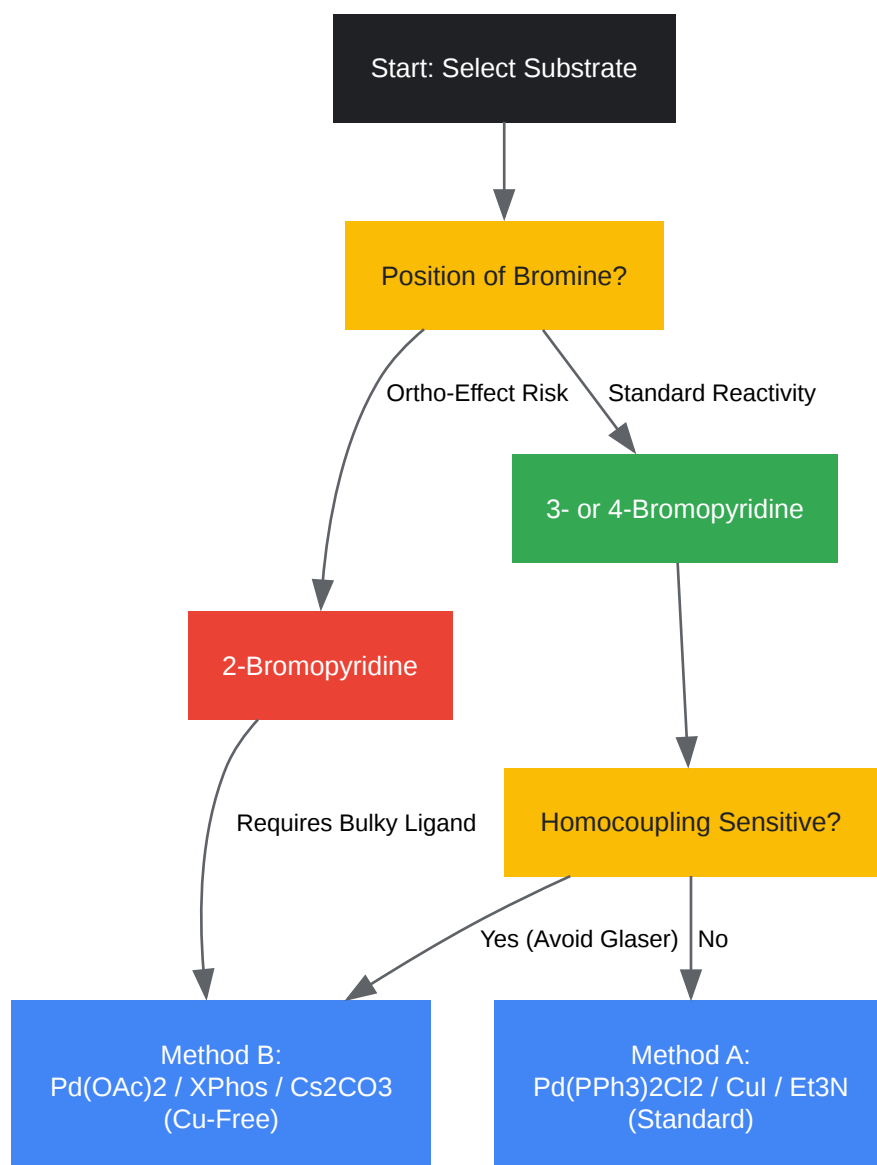 Start: Select Substrate
Position of Bromine?
Ortho-Effect Risk
Standard Reactivity
3- or 4-Bromopyridine
2-Bromopyridine
Requires Bulky Ligand
Homocoupling Sensitive?
Yes (Avoid Glaser)
No
Method B:
Pd(OAc)2 / XPhos / Cs2CO3
(Cu-Free)
Method A:
Pd(PPh3)2Cl2 / CuI / Et3N
(Standard)